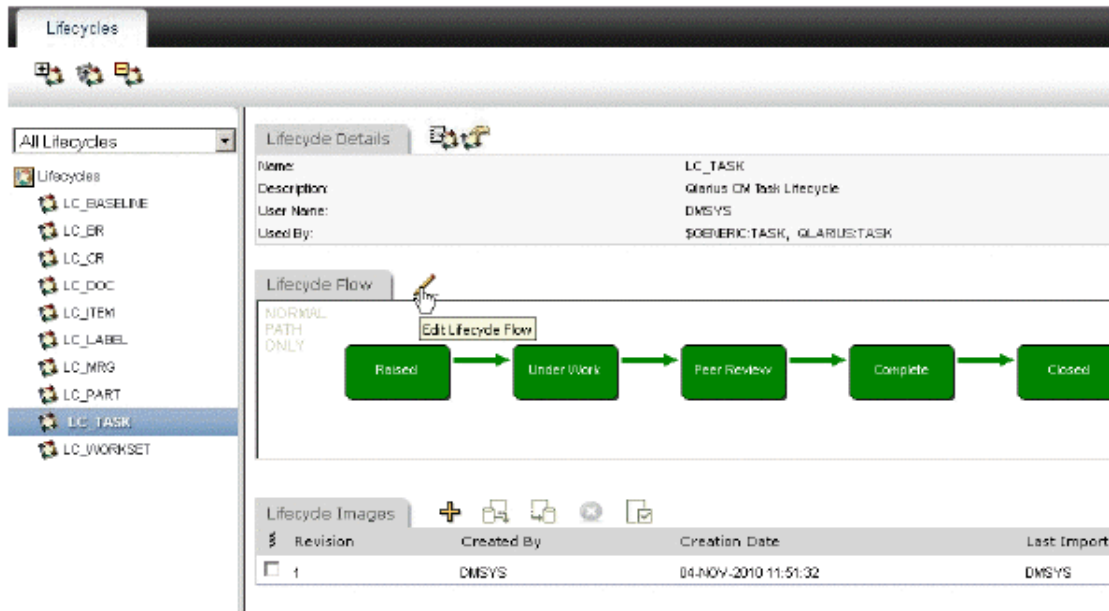 Lifecycles
All Lifecycles
Lifecycles
LC_BASELINE
LC_BR
LC_CR
LC_DOC
LC_ITEM
LC_LABEL
LC_MRG
LC_PART
LC_TASK
LC_WORKSET
Lifecycle Details
Name: LC_TASK
Description: Qlarius CM Task Lifecycle
User Name: DMSYS
Used By: $GENERIC:TASK, QLARIUS:TASK
Lifecycle Flow
NORMAL
PATH
ONLY
Edit Lifecycle Flow
Raised Under Work Peer Review Complete Closed
Lifecycle Images
Revision Created By Creation Date Last Import
1 DMSYS 04-NOV-2010 11:51:32 DMSYS